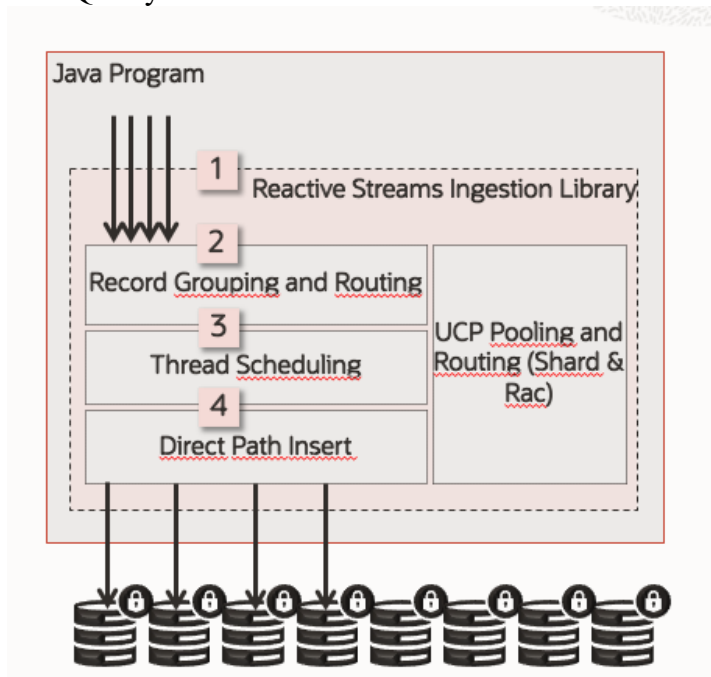 Java Program
1
Reactive Streams Ingestion Library
2
Record Grouping and Routing
3
Thread Scheduling
4
Direct Path Insert
UCP Pooling and
Routing (Shard &
Rac)